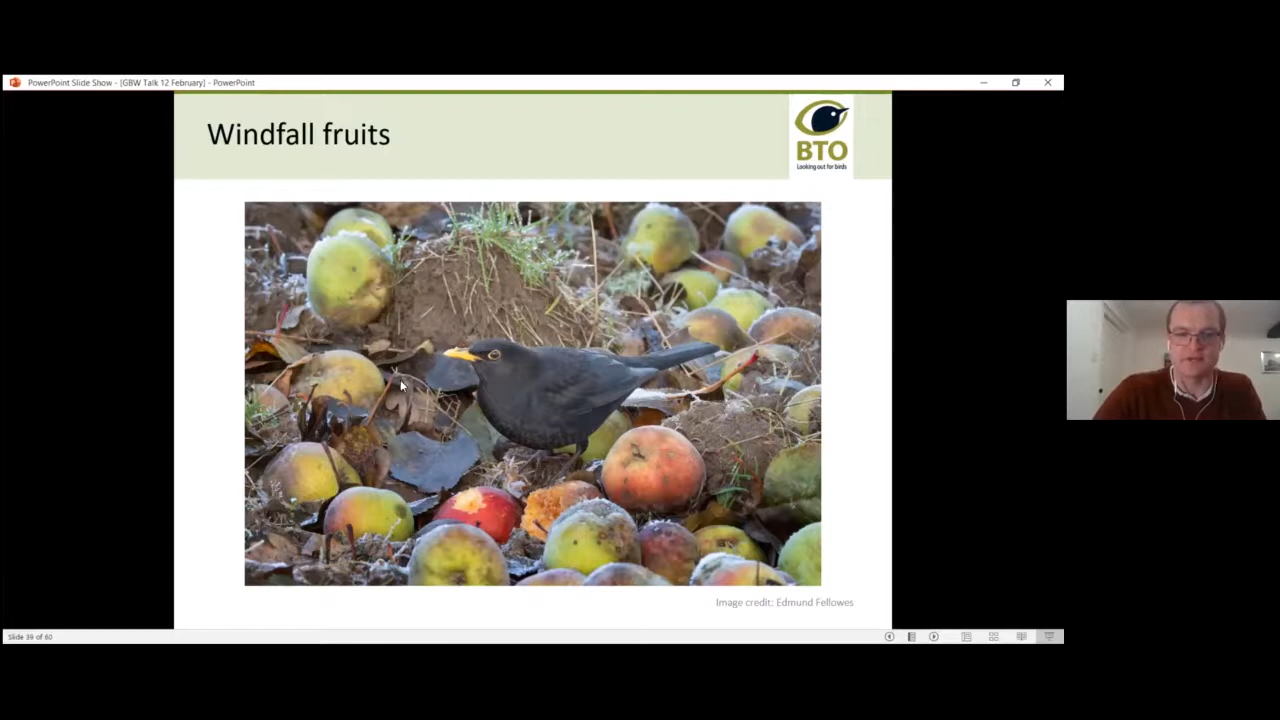 PowerPoint Slide Show - [GBW Talk 12 February] - PowerPoint
Windfall fruits
BTO
Looking out for birds
Image credit: Edmund Fellowes
Slide 39 of 60